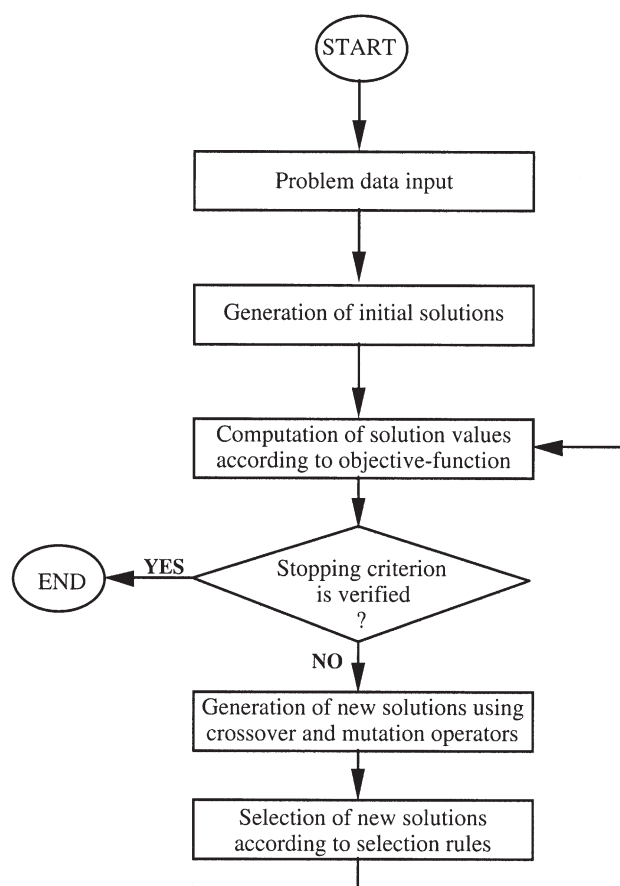 START
Problem data input
Generation of initial solutions
Computation of solution values
according to objective-function
Stopping criterion
is verified
?
YES
END
NO
Generation of new solutions using
crossover and mutation operators
Selection of new solutions
according to selection rules